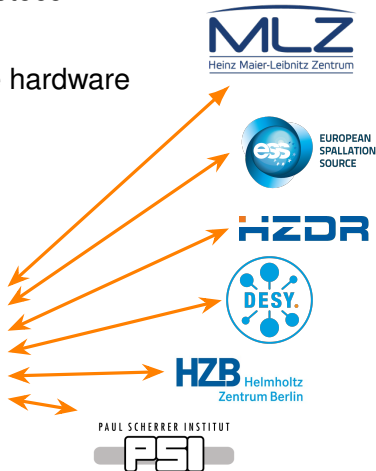 hardware
MLZ
Heinz Maier-Leibnitz Zentrum
ess
EUROPEAN
SPALLATION
SOURCE
HZDR
DESY.
HZB Helmholtz
Zentrum Berlin
PAUL SCHERRER INSTITUT
PSI